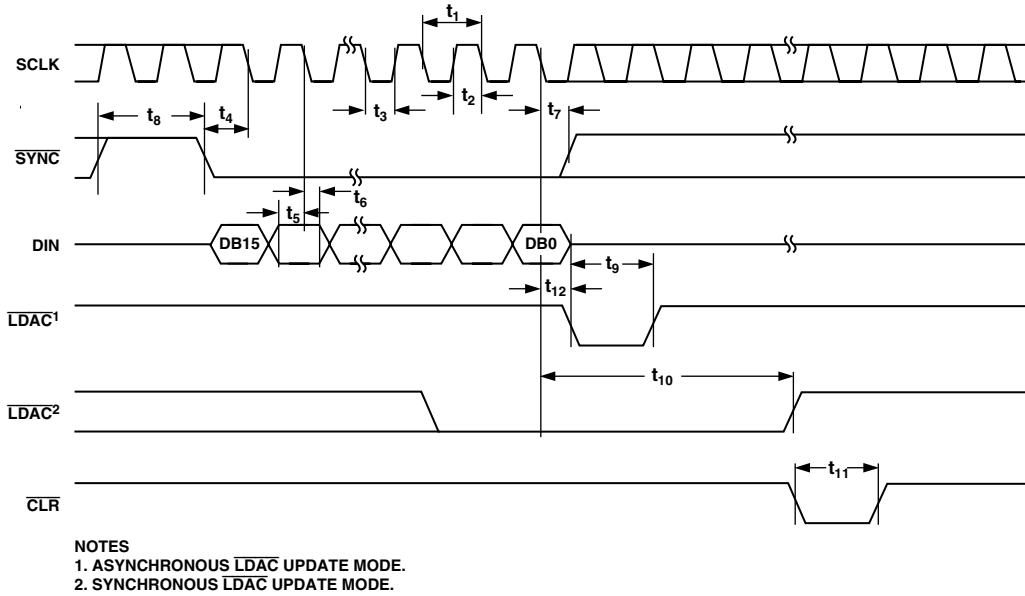 t1
SCLK
t3
t2
t8
t4
t7
SYNC
t5
t6
DIN
DB15
DB0
t9
t12
LDAC1
t10
LDAC2
t11
CLR
NOTES
1. ASYNCHRONOUS LDAC UPDATE MODE.
2. SYNCHRONOUS LDAC UPDATE MODE.